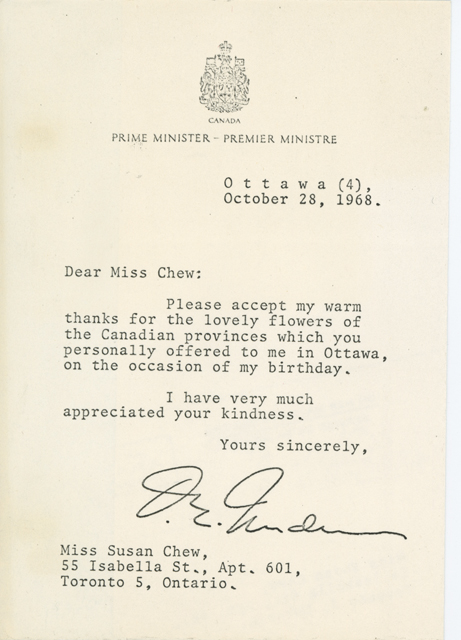 CANADA
PRIME MINISTER – PREMIER MINISTRE
Ottawa (4),
October 28, 1968.
Dear Miss Chew:
Please accept my warm
thanks for the lovely flowers of
the Canadian provinces which you
personally offered to me in Ottawa,
on the occasion of my birthday.
I have very much
appreciated your kindness.
Yours sincerely,
P. E. Trudeau
Miss Susan Chew,
55 Isabella St., Apt. 601,
Toronto 5, Ontario.